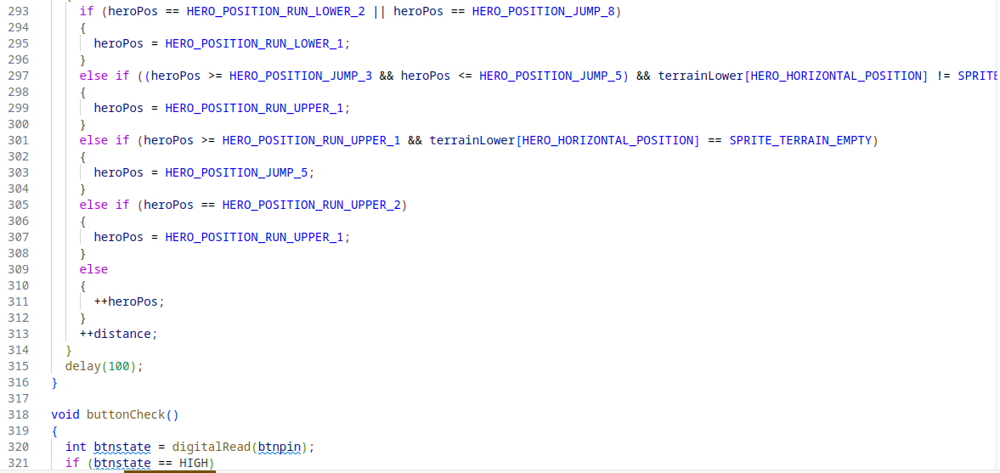 293 if (heroPos == HERO_POSITION_RUN_LOWER_2 || heroPos == HERO_POSITION_JUMP_8)
294 {
295 heroPos = HERO_POSITION_RUN_LOWER_1;
296 }
297 else if ((heroPos >= HERO_POSITION_JUMP_3 && heroPos <= HERO_POSITION_JUMP_5) && terrainLower[HERO_HORIZONTAL_POSITION] != SPRITE
298 {
299 heroPos = HERO_POSITION_RUN_UPPER_1;
300 }
301 else if (heroPos >= HERO_POSITION_RUN_UPPER_1 && terrainLower[HERO_HORIZONTAL_POSITION] == SPRITE_TERRAIN_EMPTY)
302 {
303 heroPos = HERO_POSITION_JUMP_5;
304 }
305 else if (heroPos == HERO_POSITION_RUN_UPPER_2)
306 {
307 heroPos = HERO_POSITION_RUN_UPPER_1;
308 }
309 else
310 {
311 ++heroPos;
312 }
313 ++distance;
314 }
315 delay(100);
316 }
317
318 void buttonCheck()
319 {
320 int btnstate = digitalRead(btnpin);
321 if (btnstate == HIGH)